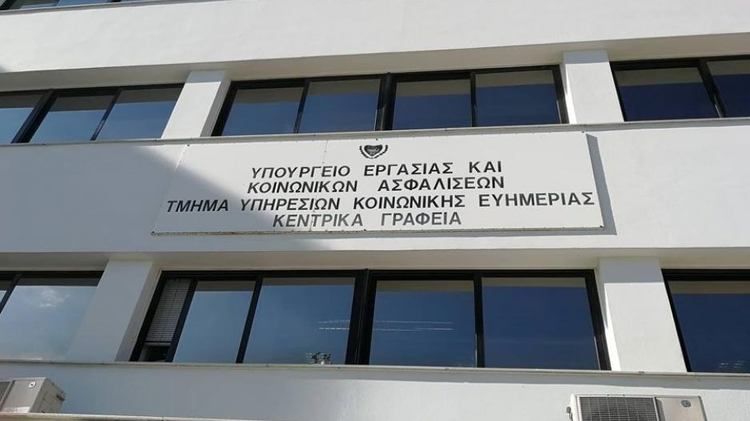 ΥΠΟΥΡΓΕΙΟ ΕΡΓΑΣΙΑΣ ΚΑΙ
ΚΟΙΝΩΝΙΚΩΝ ΑΣΦΑΛΙΣΕΩΝ
ΤΜΗΜΑ ΥΠΗΡΕΣΙΩΝ ΚΟΙΝΩΝΙΚΗΣ ΕΥΗΜΕΡΙΑΣ
ΚΕΝΤΡΙΚΑ ΓΡΑΦΕΙΑ